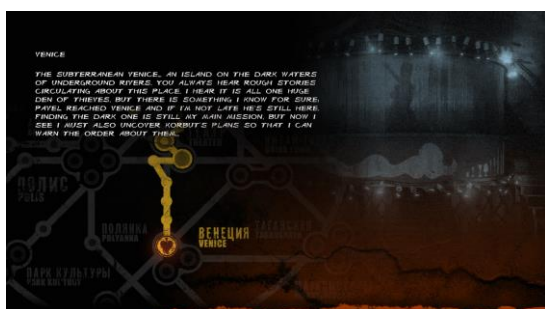 VENICE
THE SUBTERRANEAN VENICE... AN ISLAND ON THE DARK WATERS
OF UNDERGROUND RIVERS. YOU ALWAYS HEAR ROUGH STORIES
CIRCULATING ABOUT THIS PLACE. I HEAR IT IS ALL ONE HUGE
DEN OF THIEVES. BUT THERE IS SOMETHING I KNOW FOR SURE:
PAVEL REACHED VENICE AND IF I'M NOT LATE HE'S STILL HERE.
FINDING THE DARK ONE IS STILL MY MAIN MISSION, BUT NOW I
SEE I MUST ALSO UNCOVER KORBUT'S PLANS SO THAT I CAN
WARN THE ORDER ABOUT THEM.
THEATER
ПОЛИС
POLIS
ПОЛЯНКА
POLYANKA
ВЕНЕЦИЯ
VENICE
ТАГАНСКАЯ
ПАРК КУЛЬТУРЫ
PARK KULTURY